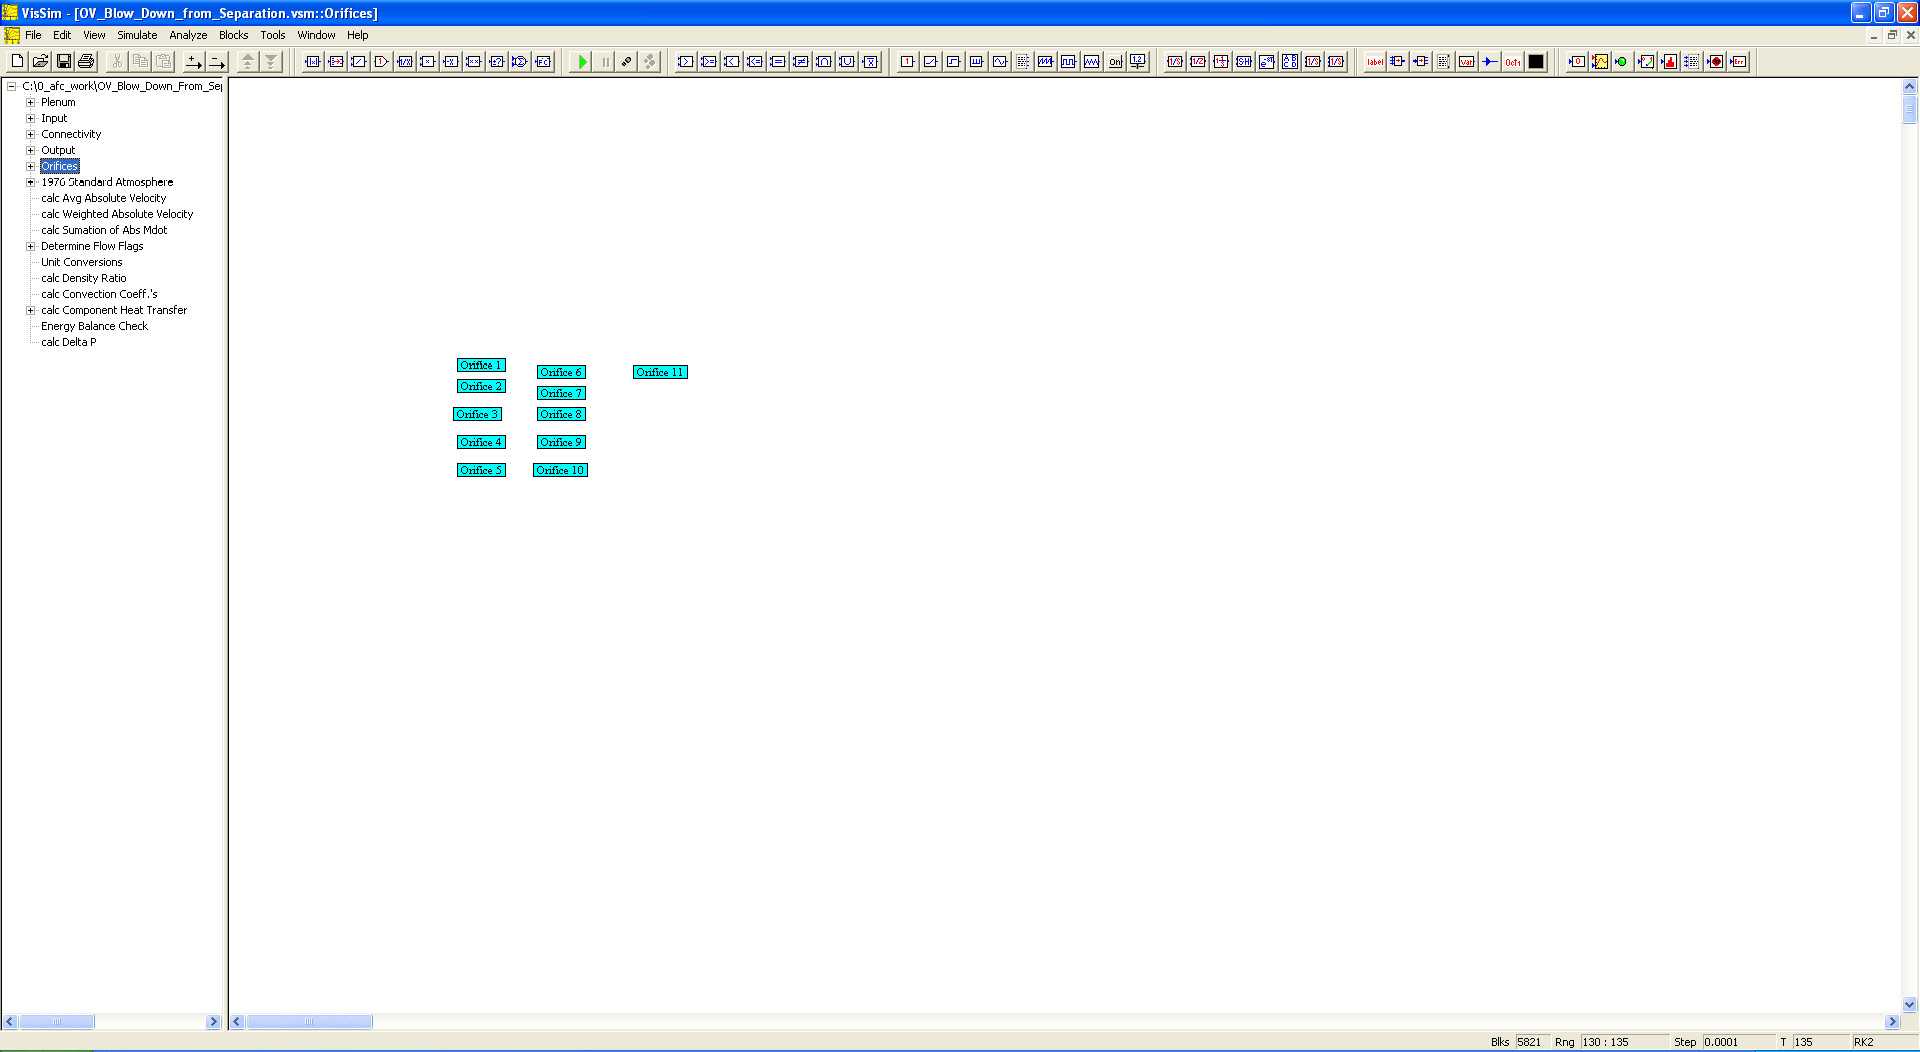 VisSim - [OV_Blow_Down_from_Separation.vsm::Orifices]
File Edit View Simulate Analyze Blocks Tools Window Help
C:\0_afc_work\OV_Blow_Down_From_Sep
Plenum
Input
Connectivity
Output
Orifices
1976 Standard Atmosphere
calc Avg Absolute Velocity
calc Weighted Absolute Velocity
calc Sumation of Abs Mdot
Determine Flow Flags
Unit Conversions
calc Density Ratio
calc Convection Coeff.'s
calc Component Heat Transfer
Energy Balance Check
calc Delta P
Orifice 1
Orifice 2
Orifice 3
Orifice 4
Orifice 5
Orifice 6
Orifice 7
Orifice 8
Orifice 9
Orifice 10
Orifice 11
Blks 5821 Rng 130 : 135 Step 0.0001 T 135 RK2